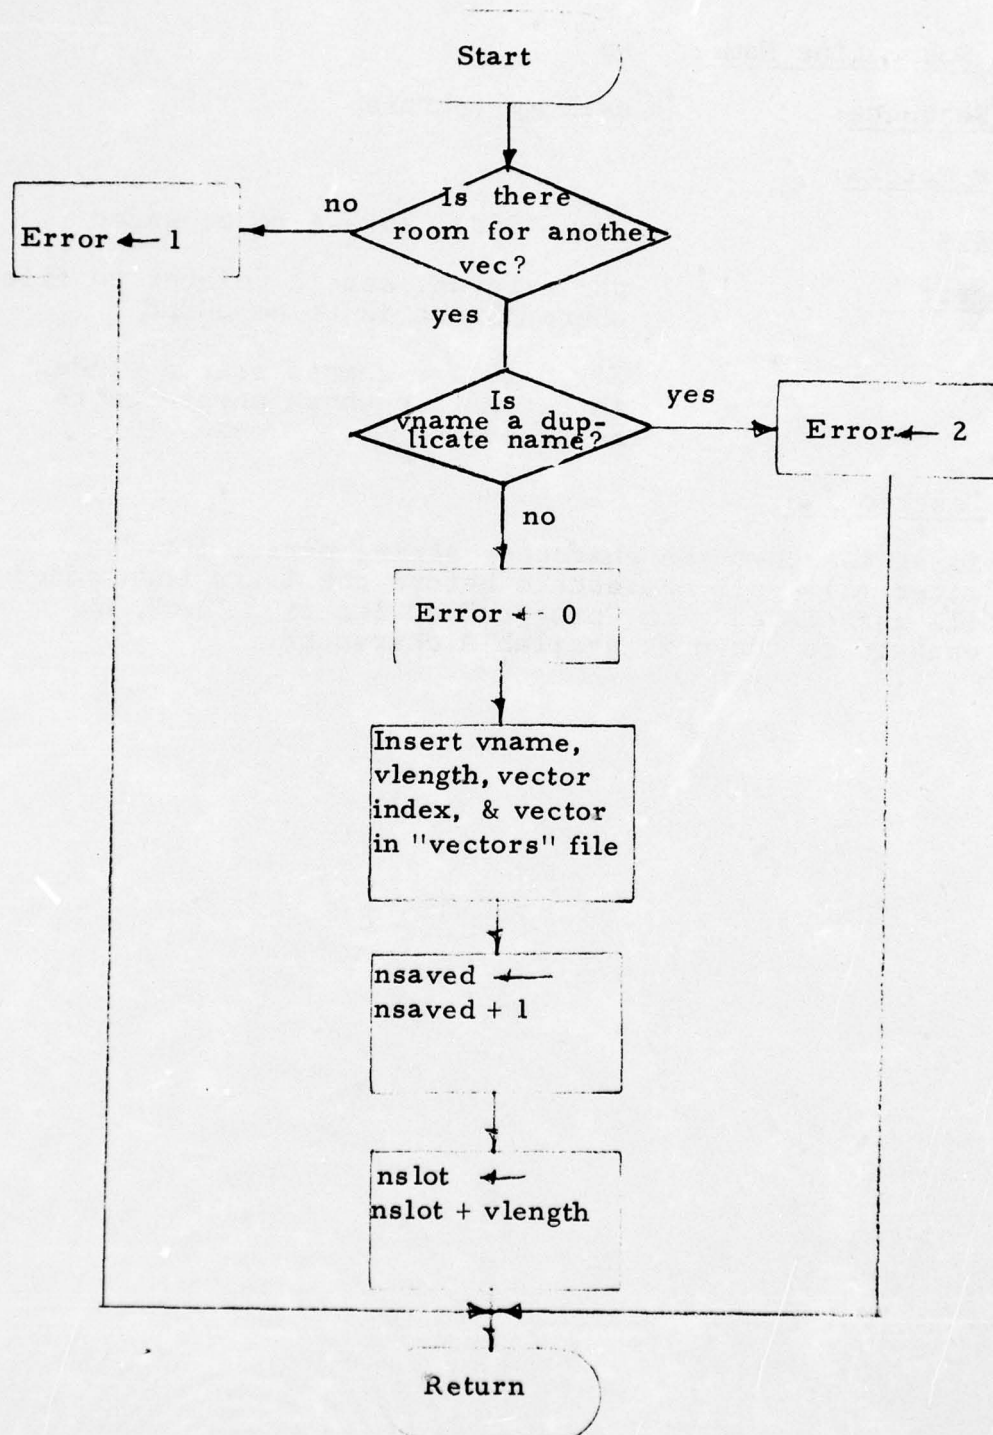 Start
no
Is there
room for another
vec?
Error ← 1
yes
Is
vname a dup-
licate name?
yes
Error ← 2
no
Error ← 0
Insert vname,
vlength, vector
index, & vector
in "vectors" file
nsaved ←
nsaved + 1
nslot ←
nslot + vlength
Return